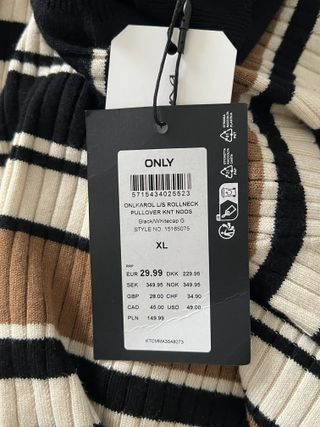 ONLY
5715434025523
ONLKAROL L/S ROLLNECK
PULLOVER KNT NOOS
Black/Whitecap G
STYLE NO. 15165075
XL
RRP
EUR 29.99 DKK 229.95
SEK 349.95 NOK 349.95
GBP 28.00 CHF 34.90
CAD 45.00 USD 49.00
PLN 149.99